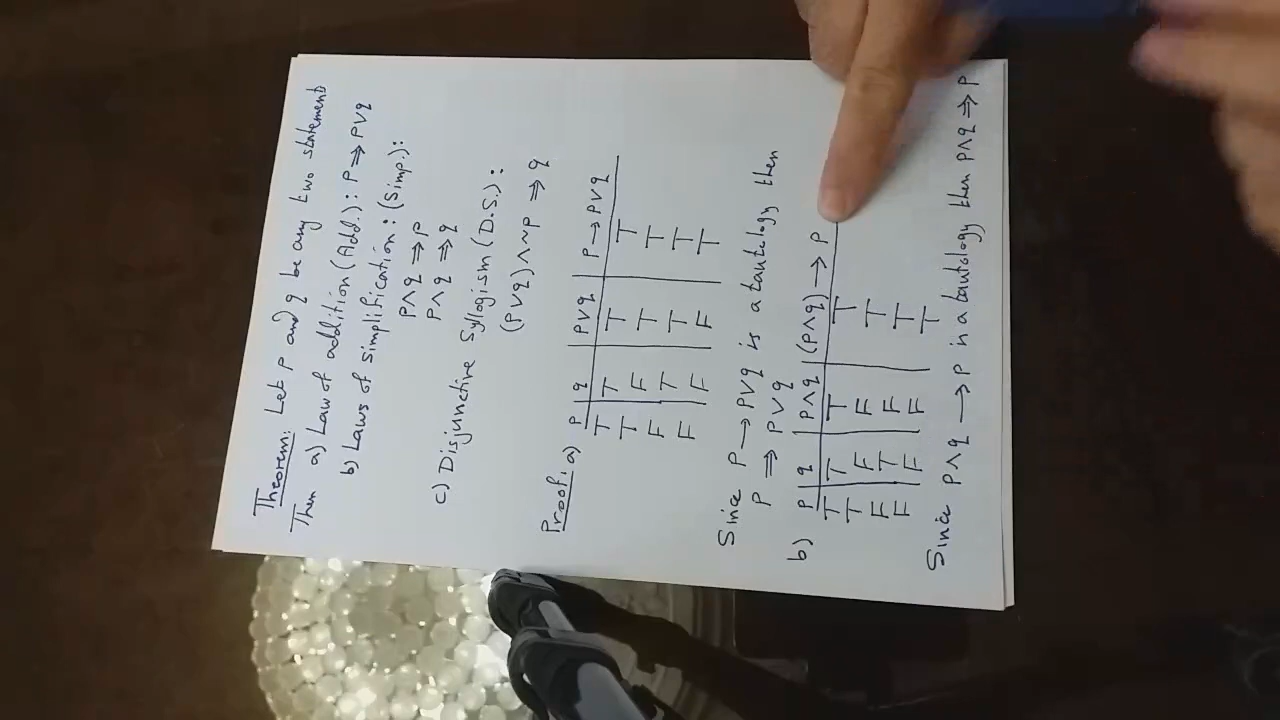 Theorem: Let p and q be any two statement
Then a) Law of addition (Add.): P ⇒ P∨q
b) Laws of simplification: (Simp.):
P∧q ⇒ P
P∧q ⇒ q
c) Disjunctive Syllogism (D.S.):
(P∨q)∧~P ⇒ q
Proof: a) P | q | P∨q | P → P∨q
T | T | T | T
T | F | T | T
F | T | T | T
F | F | F | T
Since P → P∨q is a tautology then
P ⇒ P∨q
b) P | q | P∧q | (P∧q) → P
T | T | T | T
T | F | F | T
F | T | F | T
F | F | F | T
Since P∧q → P is a tautology then P∧q ⇒ P